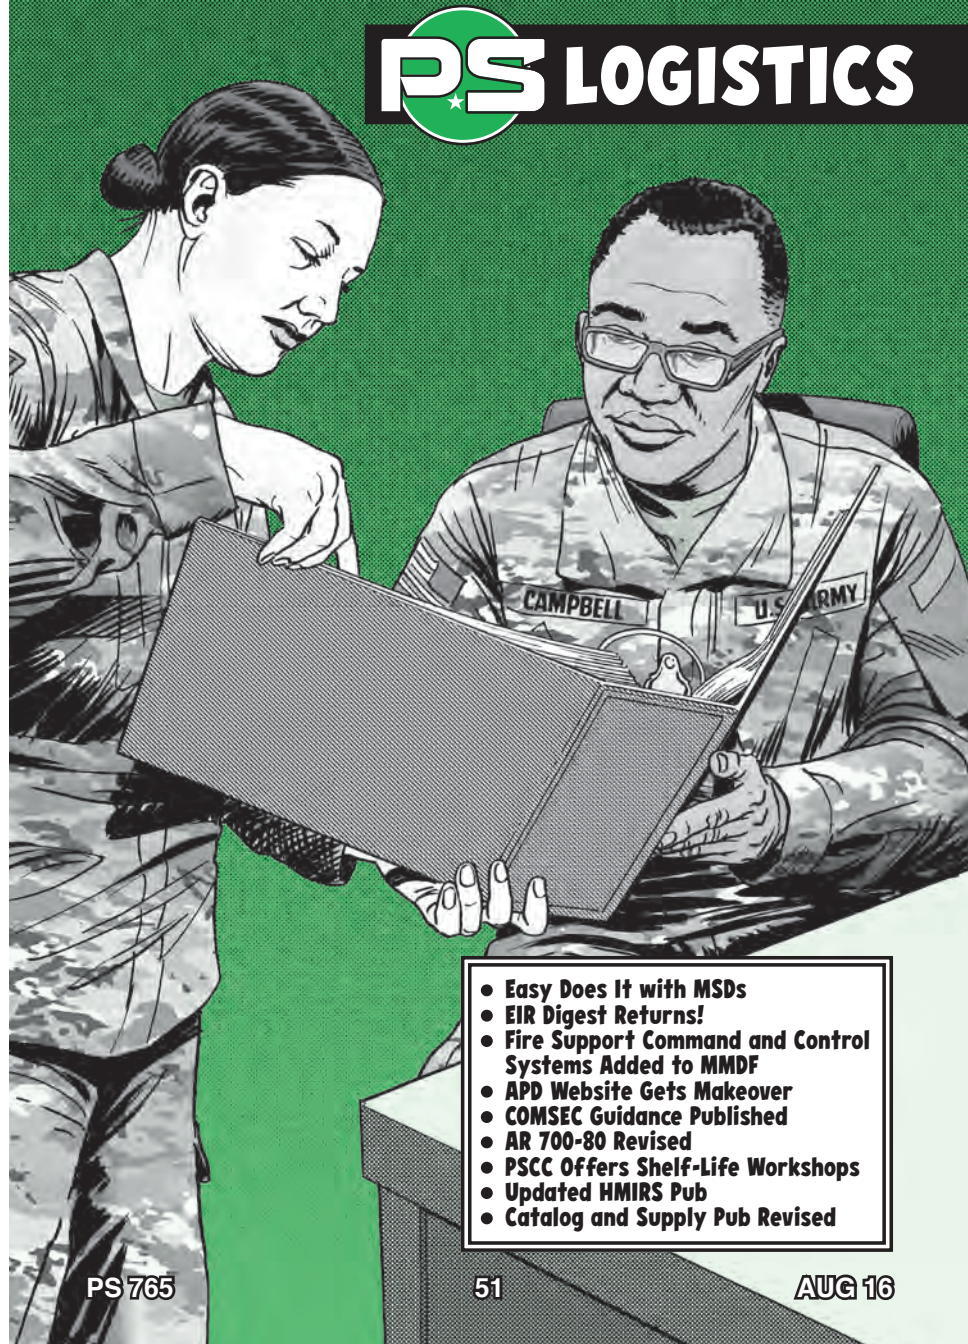 PS LOGISTICS
CAMPBELL
U.S. ARMY
• Easy Does It with MSDs
• EIR Digest Returns!
• Fire Support Command and Control
Systems Added to MMDF
• APD Website Gets Makeover
• COMSEC Guidance Published
• AR 700-80 Revised
• PSCC Offers Shelf-Life Workshops
• Updated HMIRS Pub
• Catalog and Supply Pub Revised
PS 765 51 AUG 16